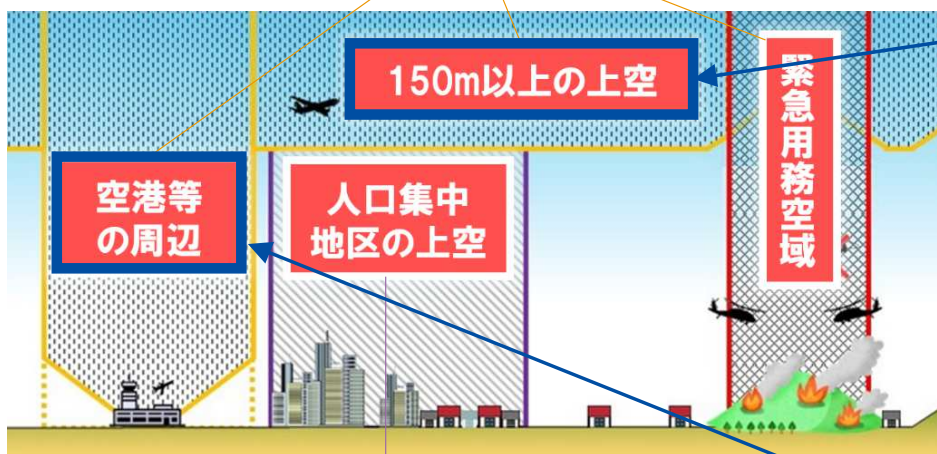 150m以上の上空
緊急用務空域
空港等
の周辺
人口集中
地区の上空